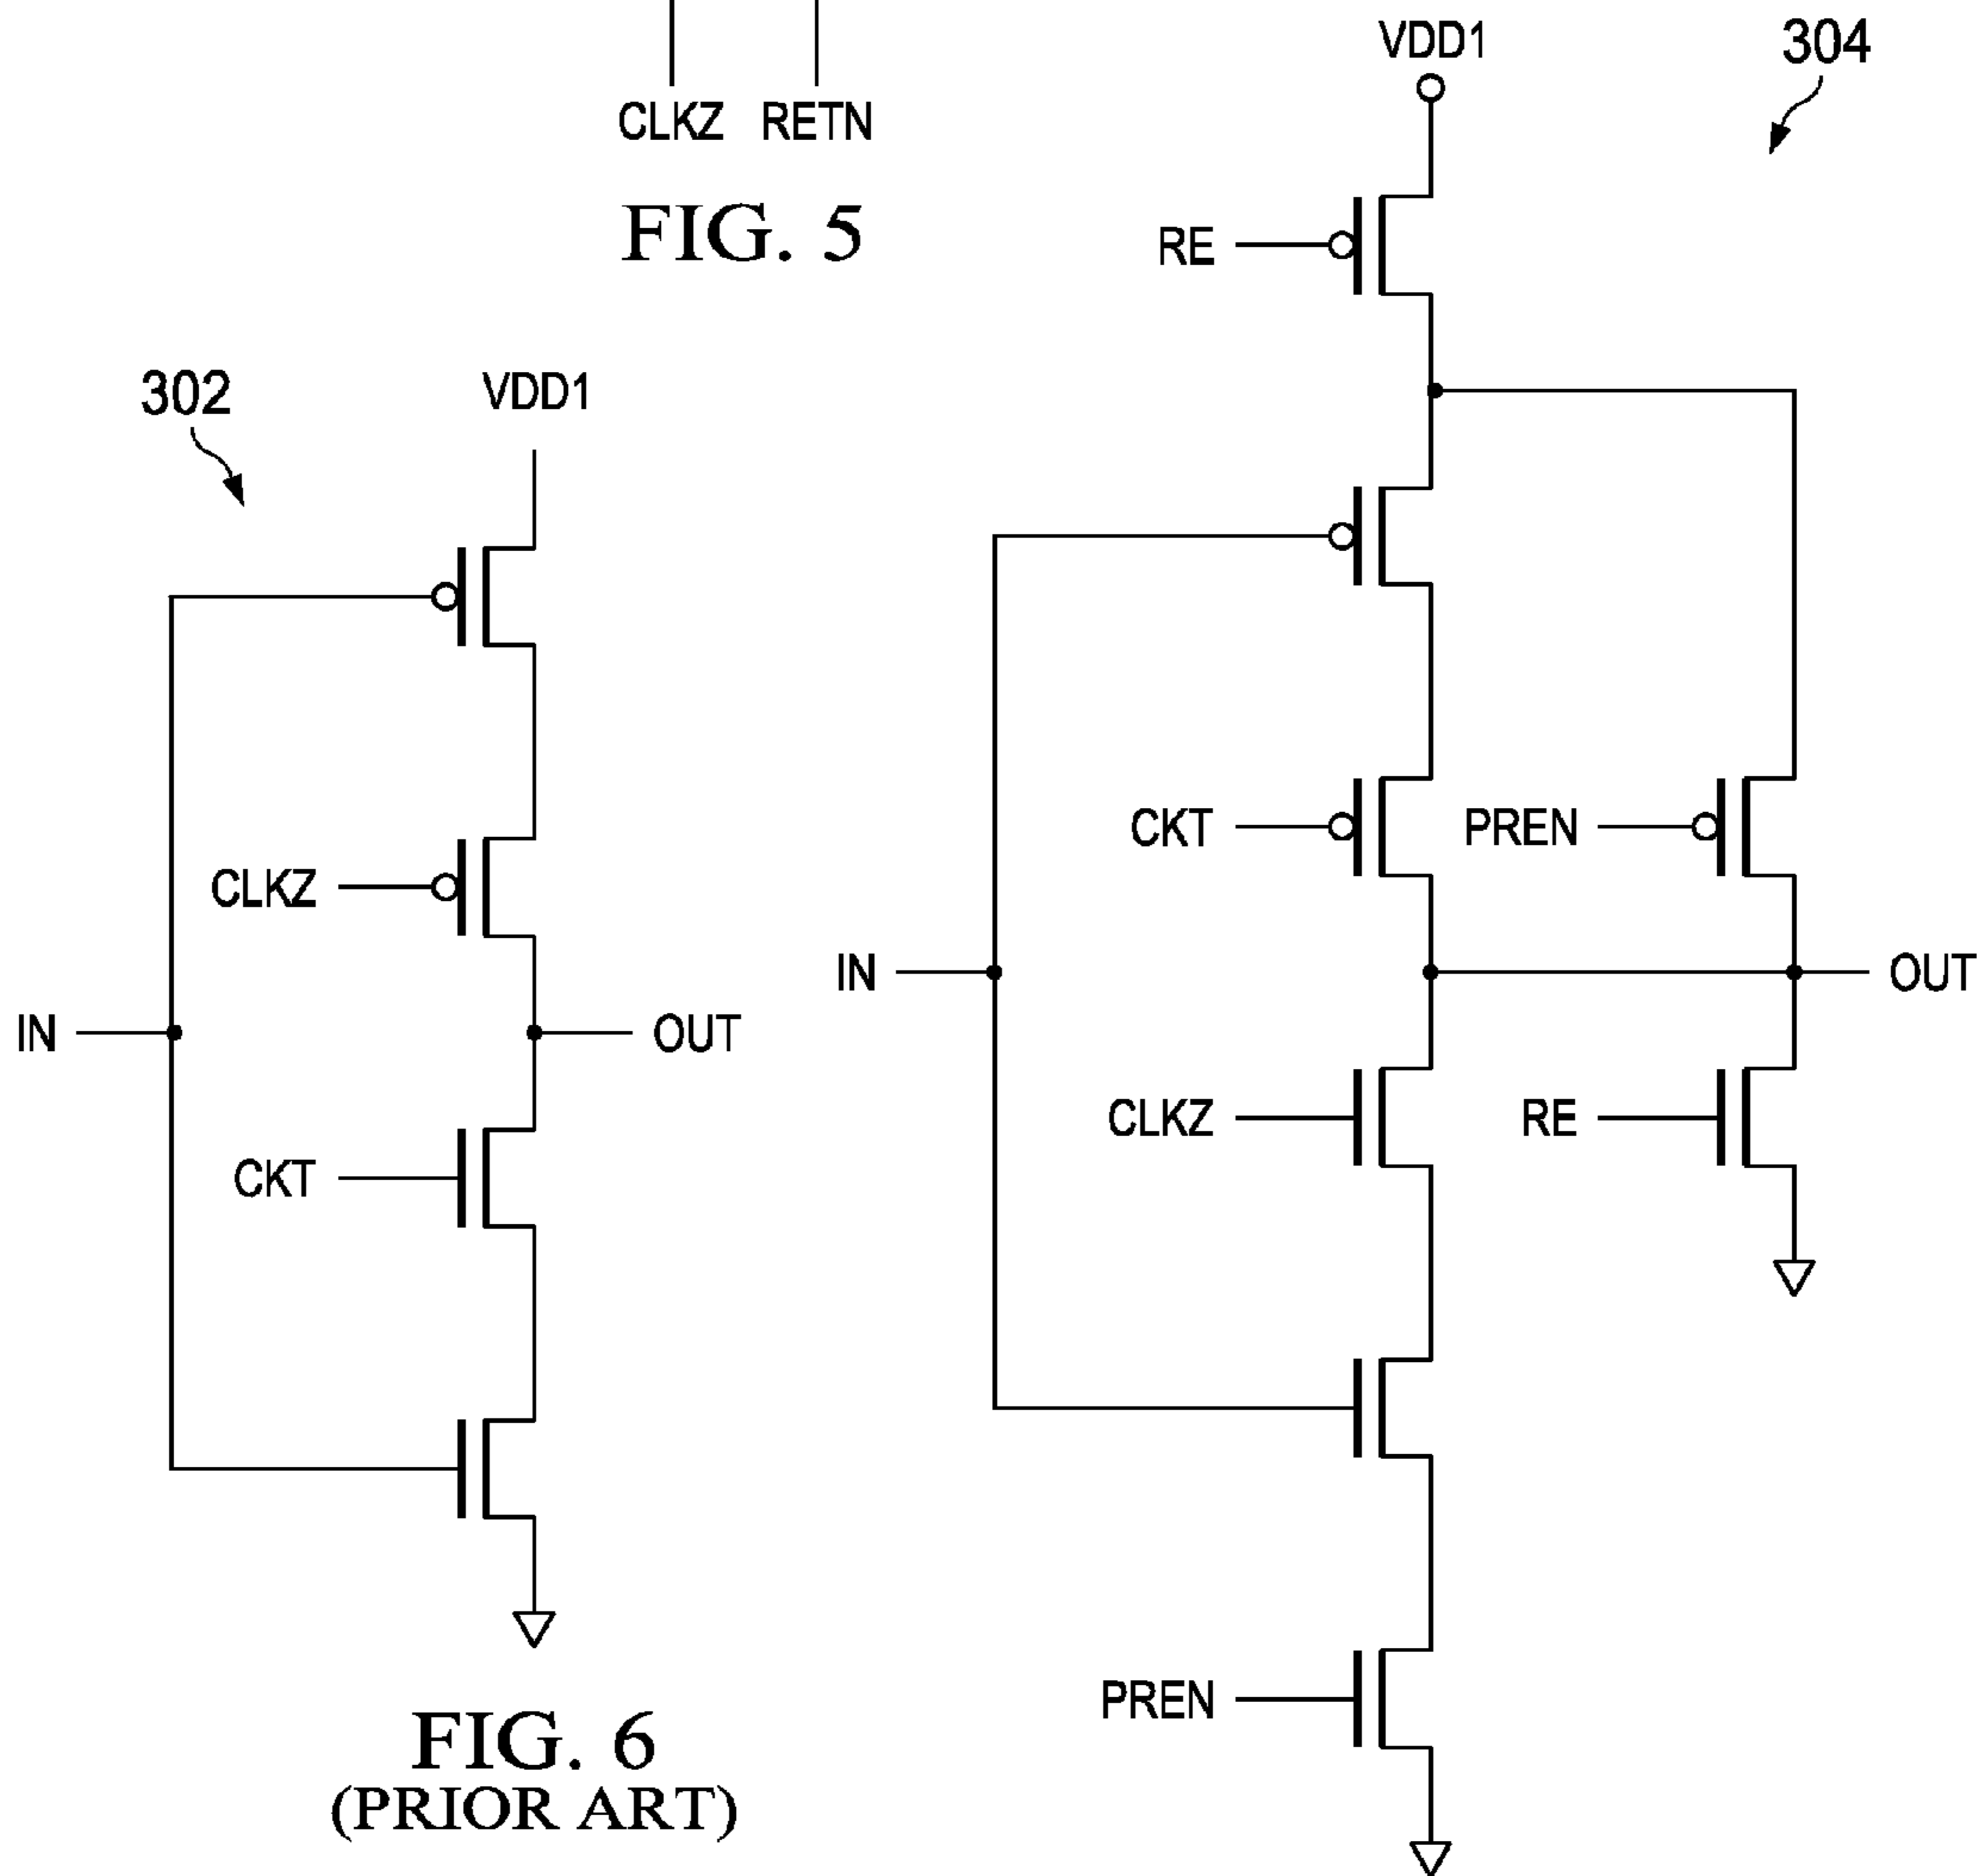 CLKZ RETN
FIG. 5
302
VDD1
CLKZ
IN
OUT
CKT
FIG. 6
(PRIOR ART)
304
VDD1
RE
CKT
PREN
IN
OUT
CLKZ
RE
PREN